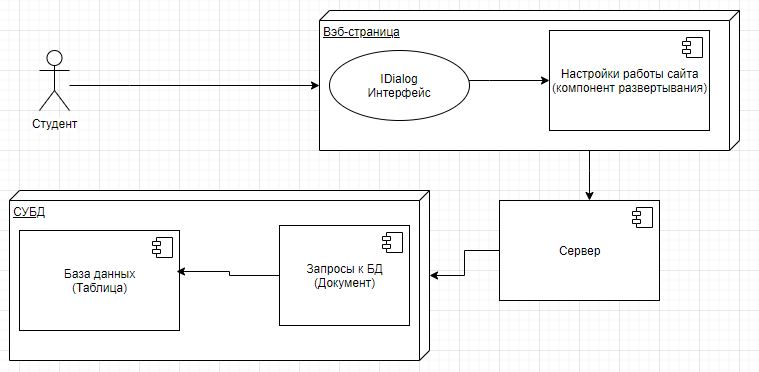 Вэб-страница
IDialog
Интерфейс
Настройки работы сайта
(компонент развертывания)
Студент
СУБД
База данных
(Таблица)
Запросы к БД
(Документ)
Сервер